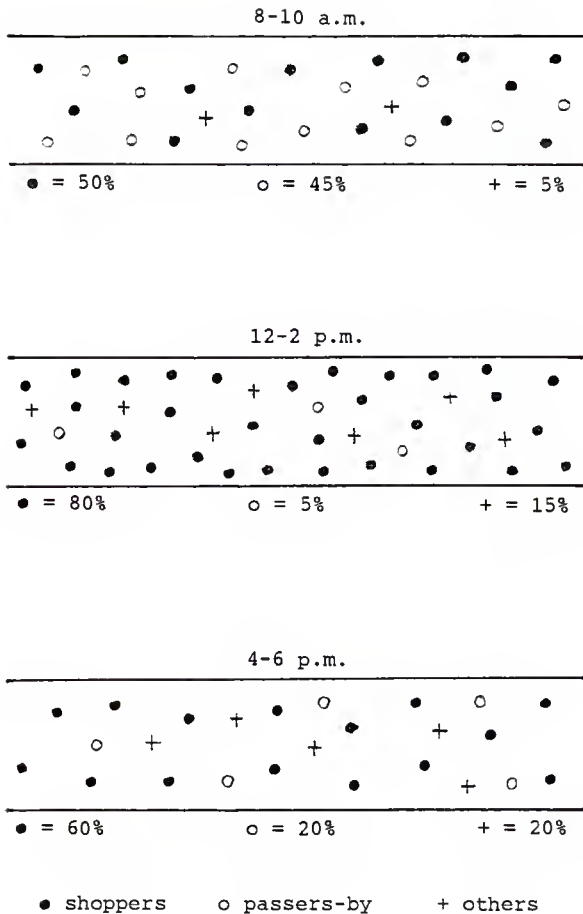 8-10 a.m.
● = 50% o = 45% + = 5%
12-2 p.m.
● = 80% o = 5% + = 15%
4-6 p.m.
● = 60% o = 20% + = 20%
● shoppers o passers-by + others